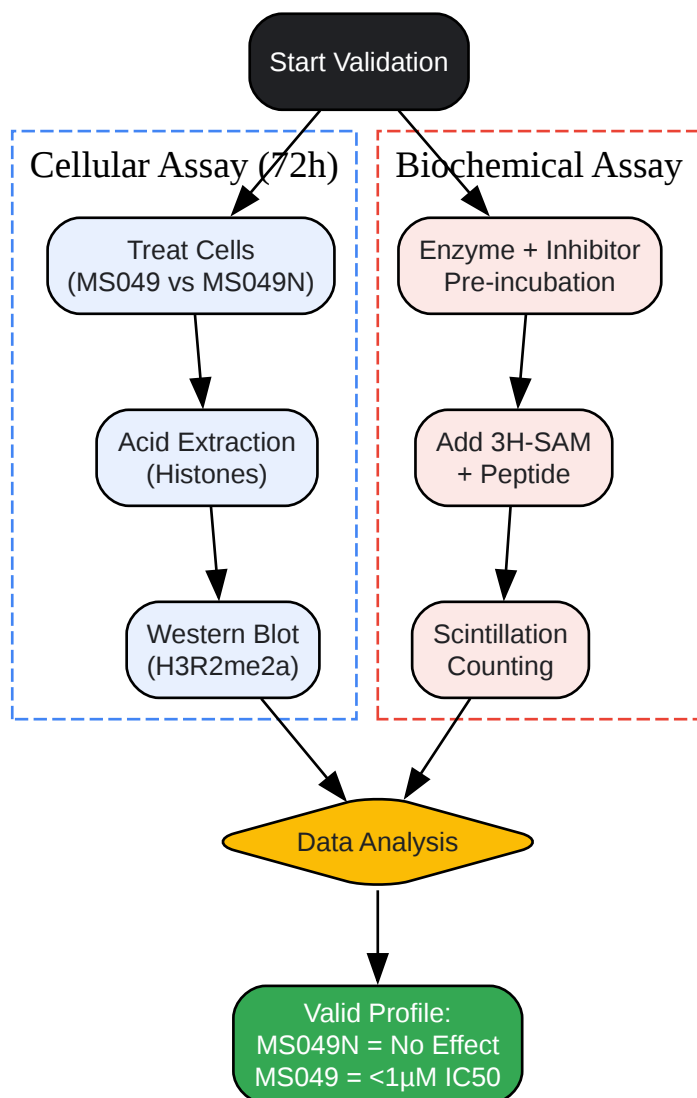 Start Validation
Cellular Assay (72h)
Treat Cells
(MS049 vs MS049N)
Acid Extraction
(Histones)
Western Blot
(H3R2me2a)
Biochemical Assay
Enzyme + Inhibitor
Pre-incubation
Add 3H-SAM
+ Peptide
Scintillation
Counting
Data Analysis
Valid Profile:
MS049N = No Effect
MS049 = <1µM IC50